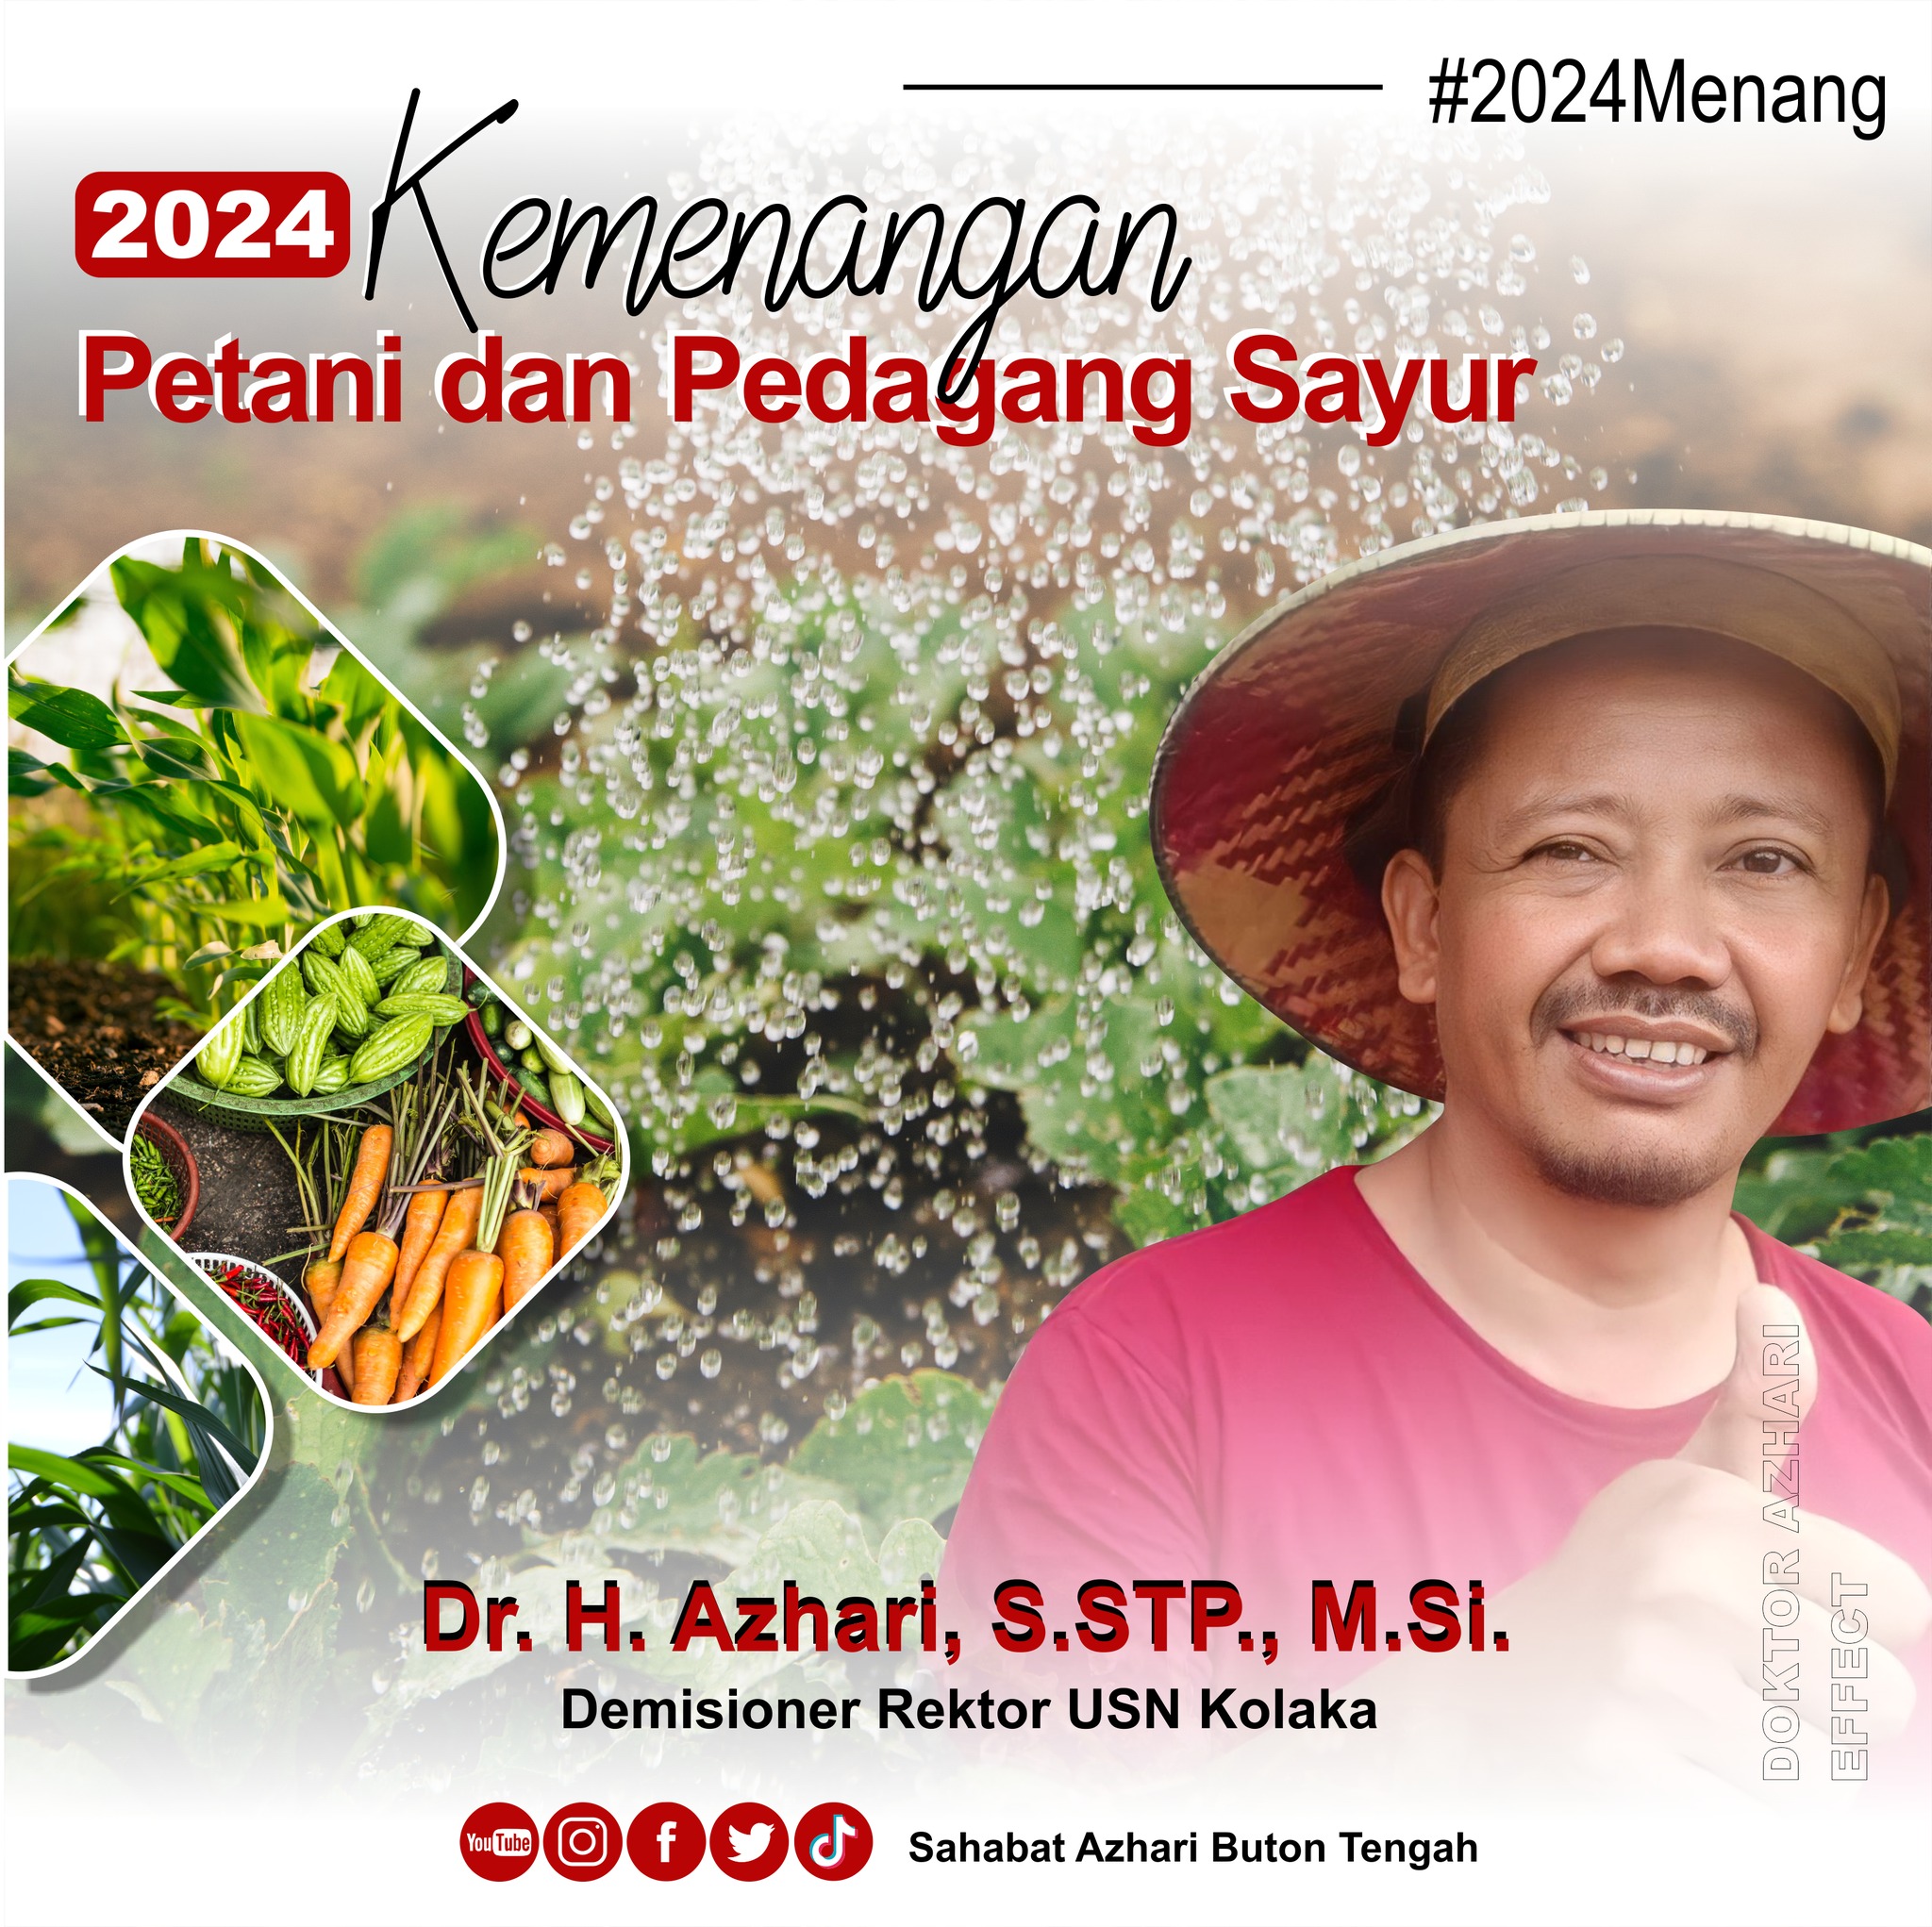 #2024Menang
2024 Kemenangan
Petani dan Pedagang Sayur
DOKTOR AZHARI
EFFECT
Dr. H. Azhari, S.STP., M.Si.
Demisioner Rektor USN Kolaka
YouTube
Sahabat Azhari Buton Tengah